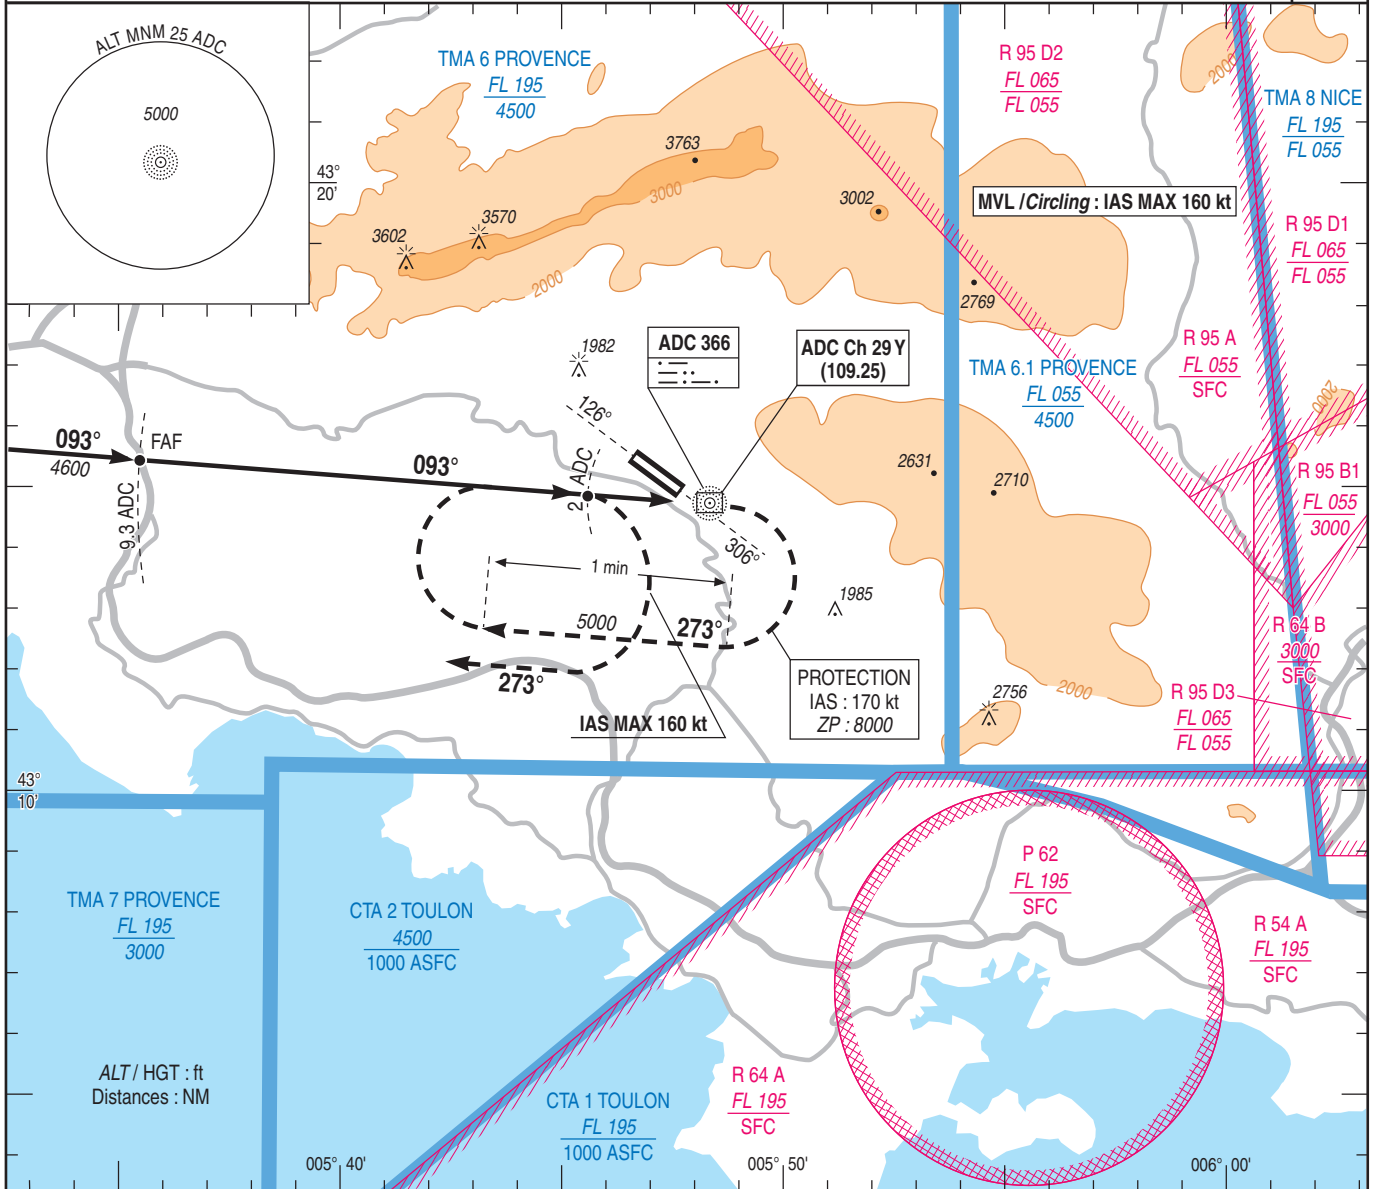 ALT MNM 25 ADC
5000
TMA 6 PROVENCE
FL 195
4500
R 95 D2
FL 065
FL 055
2000
TMA 8 NICE
FL 195
FL 055
43°
20'
3763
3000
3570
3602
3002
2000
MVL / Circling : IAS MAX 160 kt
R 95 D1
FL 065
FL 055
2769
1982
ADC 366
ADC Ch 29 Y
(109.25)
TMA 6.1 PROVENCE
FL 055
4500
R 95 A
FL 055
SFC
2000
126°
093°
4600
FAF
093°
2 ADC
9.3 ADC
2631
2710
R 95 B1
FL 055
3000
306°
1 min
1985
5000
273°
273°
R 64 B
3000
SFC
PROTECTION
IAS : 170 kt
ZP : 8000
IAS MAX 160 kt
2756
2000
R 95 D3
FL 065
FL 055
43°
10'
P 62
FL 195
SFC
TMA 7 PROVENCE
FL 195
3000
CTA 2 TOULON
4500
1000 ASFC
R 54 A
FL 195
SFC
ALT / HGT : ft
Distances : NM
R 64 A
FL 195
SFC
CTA 1 TOULON
FL 195
1000 ASFC
005° 40'
005° 50'
006° 00'